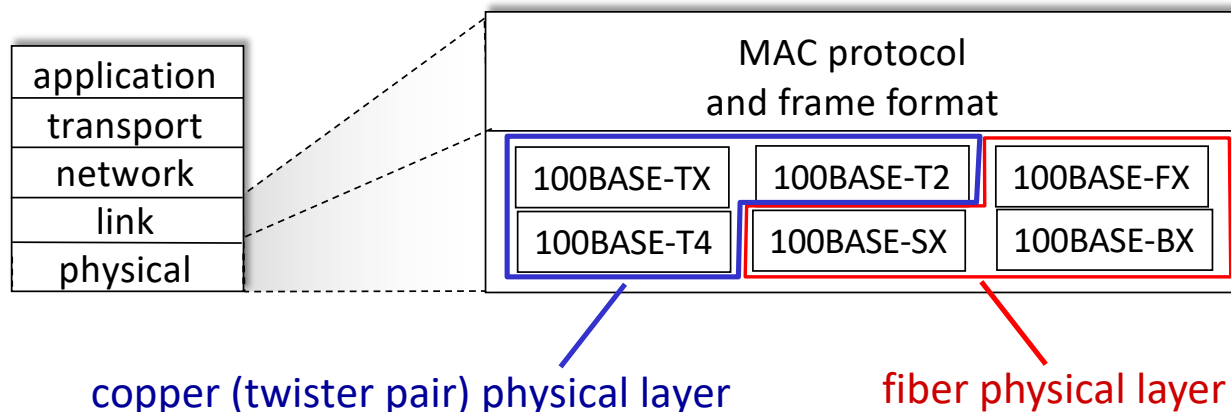 application
transport
network
link
physical
MAC protocol
and frame format
100BASE-TX
100BASE-T2
100BASE-FX
100BASE-T4
100BASE-SX
100BASE-BX
copper (twister pair) physical layer
fiber physical layer